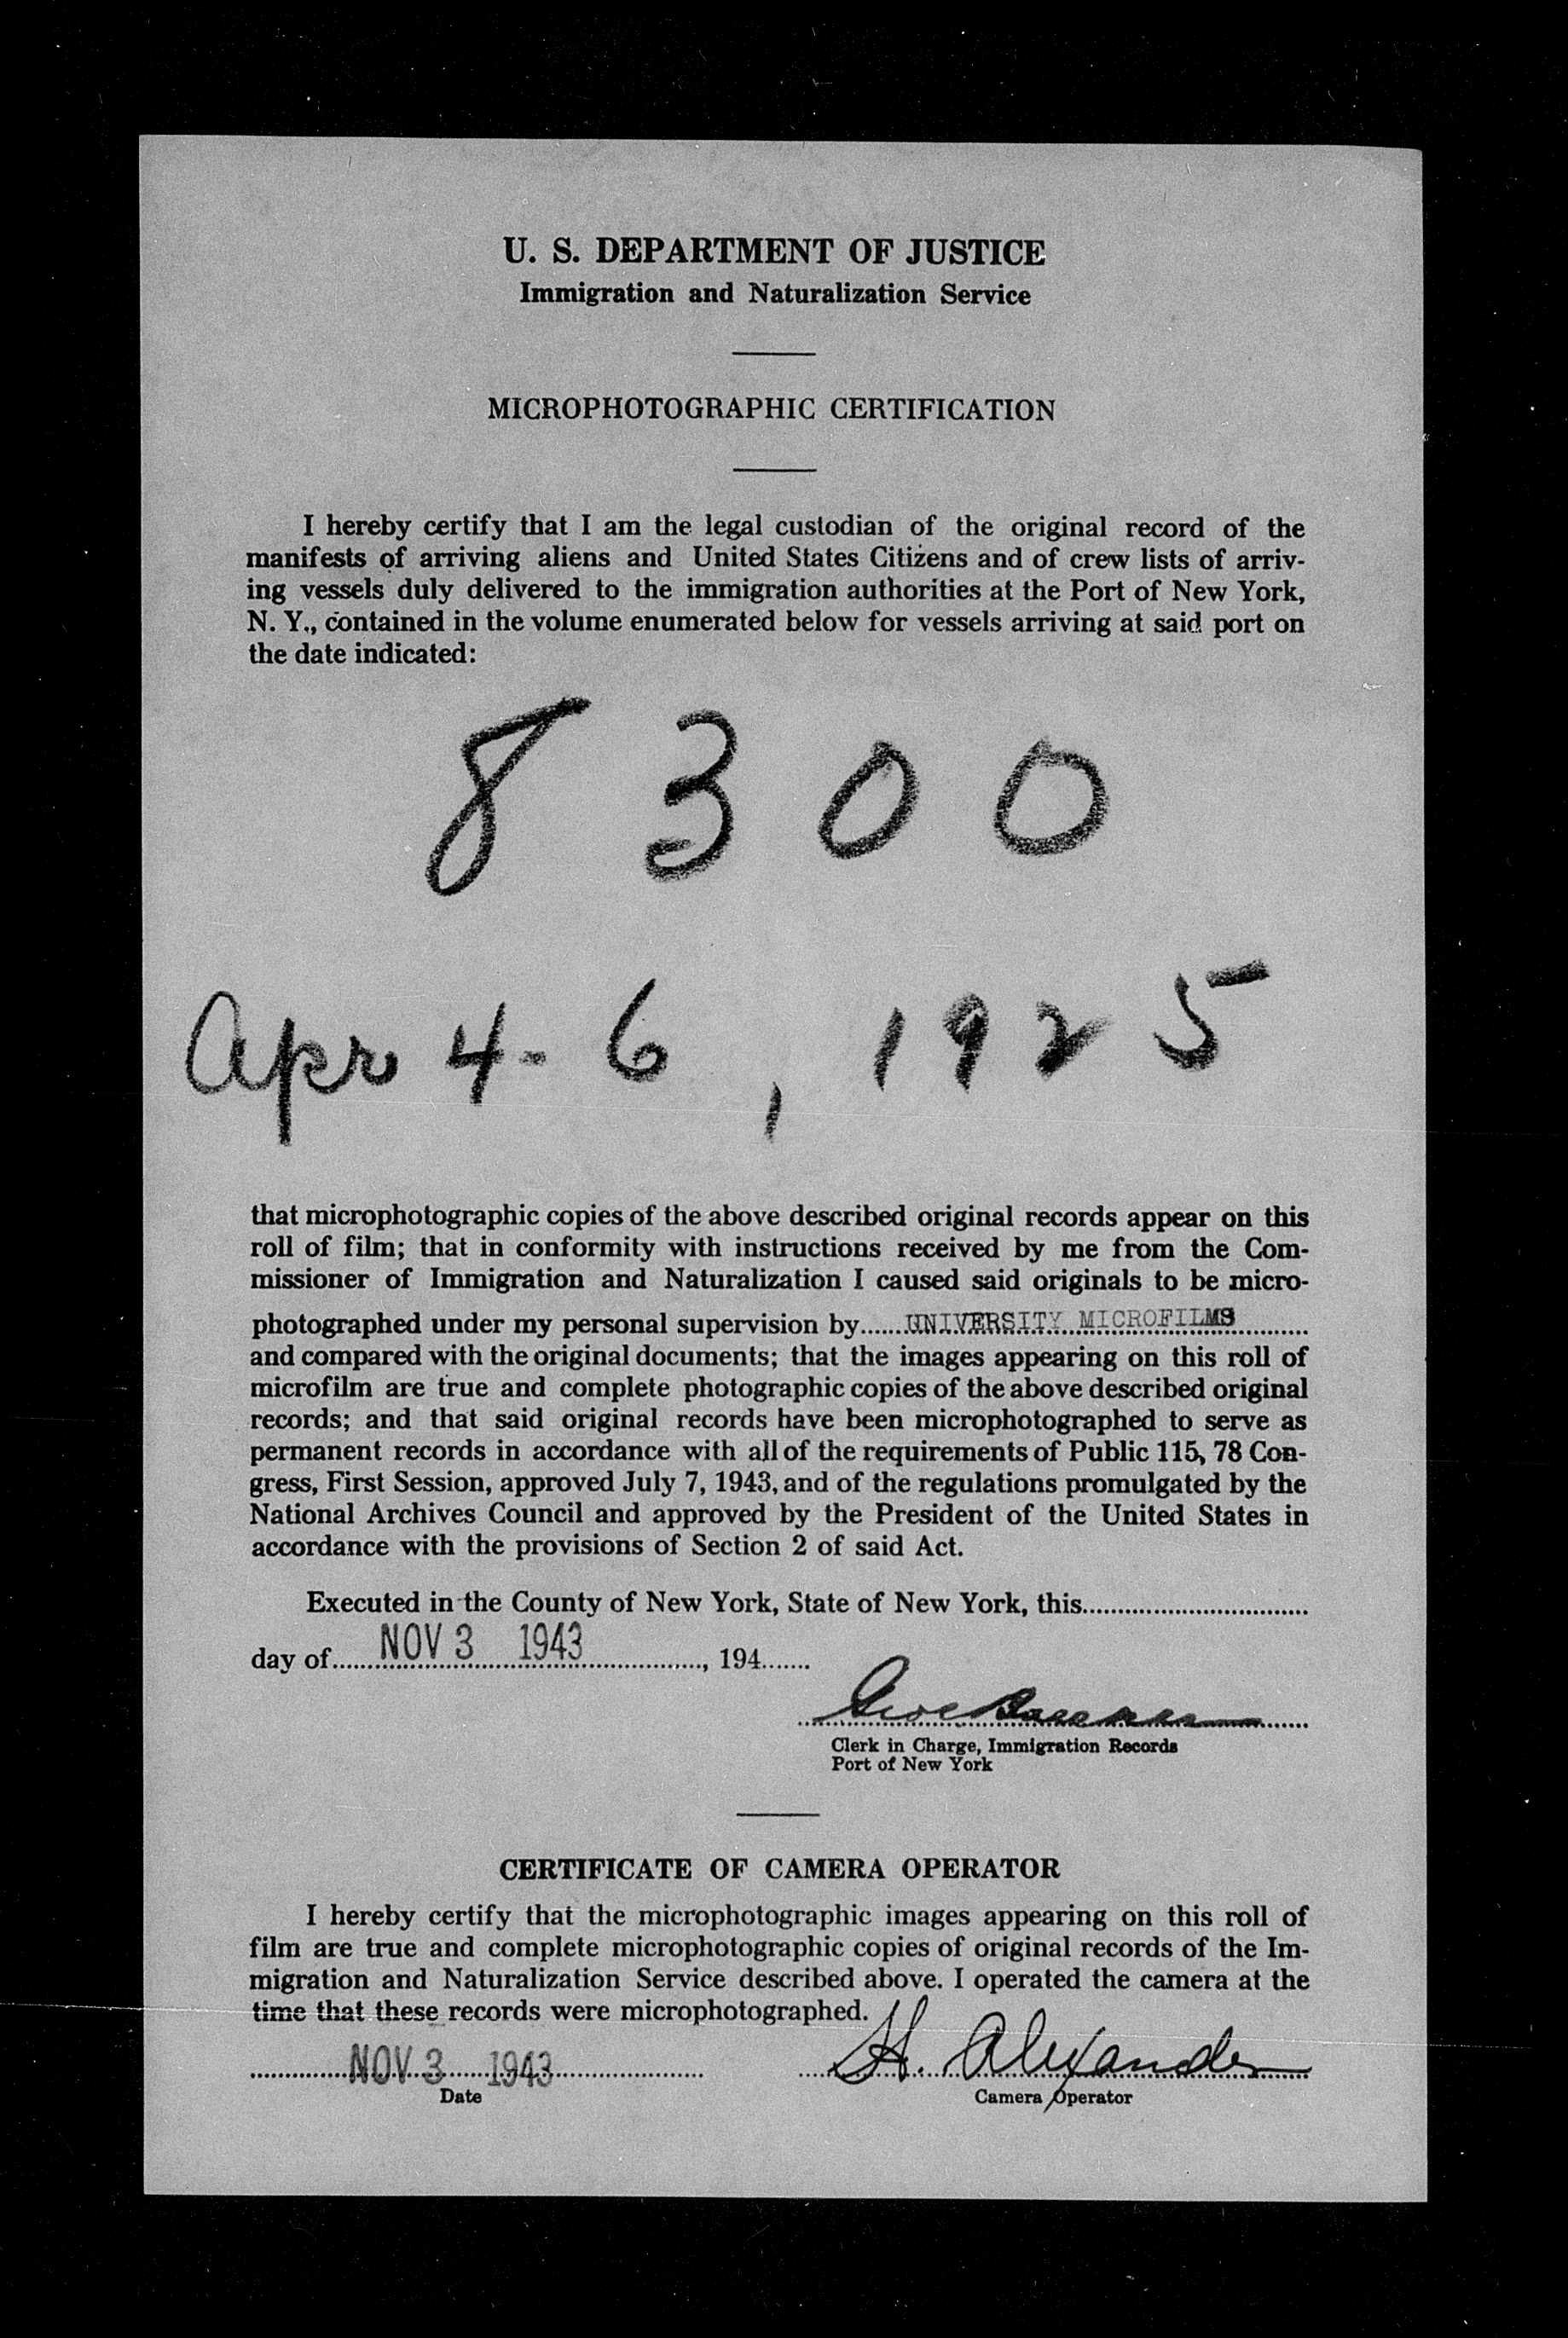 U. S. DEPARTMENT OF JUSTICE
Immigration and Naturalization Service
MICROPHOTOGRAPHIC CERTIFICATION
I hereby certify that I am the legal custodian of the original record of the
manifests of arriving aliens and United States Citizens and of crew lists of arriv-
ing vessels duly delivered to the immigration authorities at the Port of New York,
N. Y., contained in the volume enumerated below for vessels arriving at said port on
the date indicated:
8300
Apr 4-6, 1925
that microphotographic copies of the above described original records appear on this
roll of film; that in conformity with instructions received by me from the Com-
missioner of Immigration and Naturalization I caused said originals to be micro-
photographed under my personal supervision by......UNIVERSITY MICROFILMS
and compared with the original documents; that the images appearing on this roll of
microfilm are true and complete photographic copies of the above described original
records; and that said original records have been microphotographed to serve as
permanent records in accordance with all of the requirements of Public 115, 78 Con-
gress, First Session, approved July 7, 1943, and of the regulations promulgated by the
National Archives Council and approved by the President of the United States in
accordance with the provisions of Section 2 of said Act.
Executed in the County of New York, State of New York, this
day of NOV 3 1943, 194
Clerk in Charge, Immigration Records
Port of New York
CERTIFICATE OF CAMERA OPERATOR
I hereby certify that the microphotographic images appearing on this roll of
film are true and complete microphotographic copies of original records of the Im-
migration and Naturalization Service described above. I operated the camera at the
time that these records were microphotographed.
NOV 3 1943 H. Alexander
Date Camera Operator